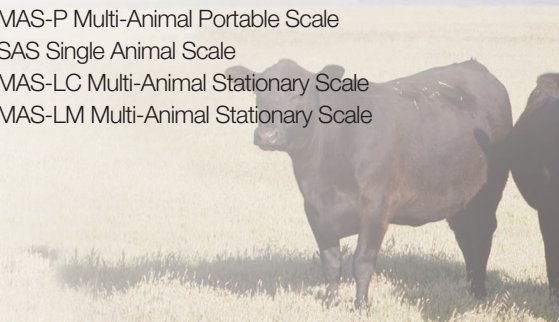 MAS-P Multi-Animal Portable Scale
SAS Single Animal Scale
MAS-LC Multi-Animal Stationary Scale
MAS-LM Multi-Animal Stationary Scale